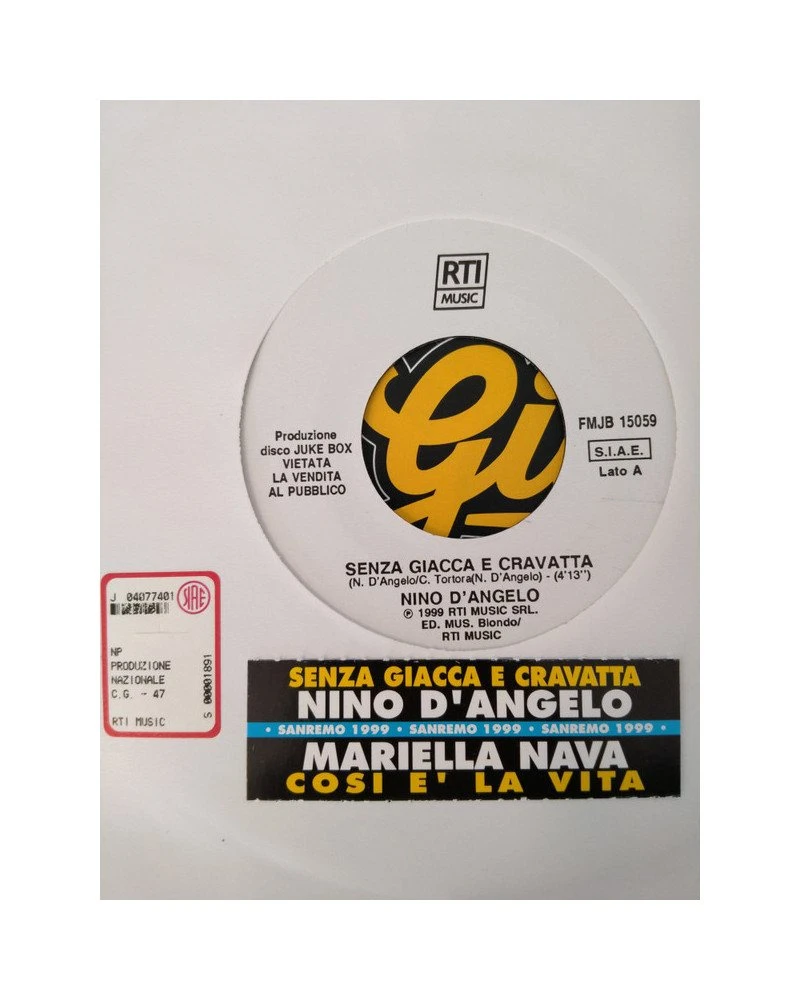 RTI
MUSIC
Gi
Produzione
disco JUKE BOX
VIETATA
LA VENDITA
AL PUBBLICO
FMJB 15059
S.I.A.E.
Lato A
SENZA GIACCA E CRAVATTA
(N. D'Angelo/C. Tortora(N. D'Angelo) - (4'13'')
NINO D'ANGELO
℗ 1999 RTI MUSIC SRL.
ED. MUS. Biondo/
RTI MUSIC
J 04077401
SIAE
NP
PRODUZIONE
NAZIONALE
C.G. - 47
RTI MUSIC
S 00001891
SENZA GIACCA E CRAVATTA
NINO D'ANGELO
• SANREMO 1999 • SANREMO 1999 • SANREMO 1999 •
MARIELLA NAVA
COSI E' LA VITA